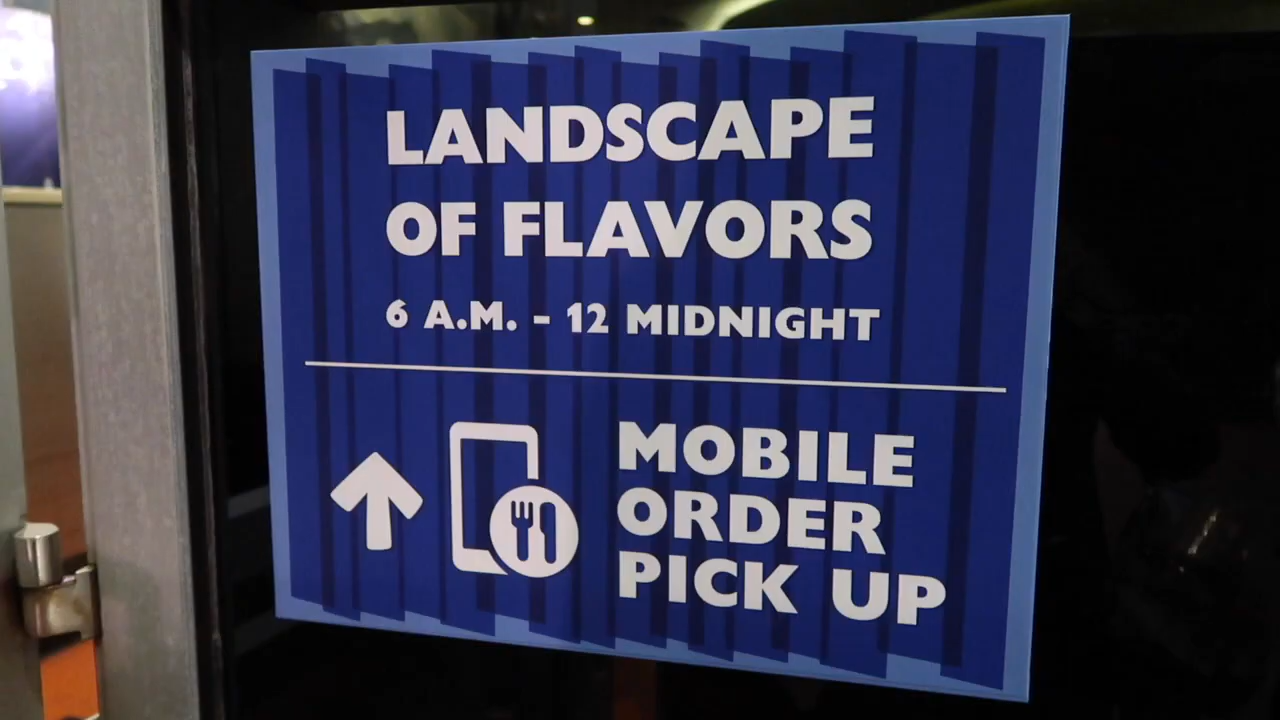 LANDSCAPE
OF FLAVORS
6 A.M. - 12 MIDNIGHT
MOBILE
ORDER
PICK UP